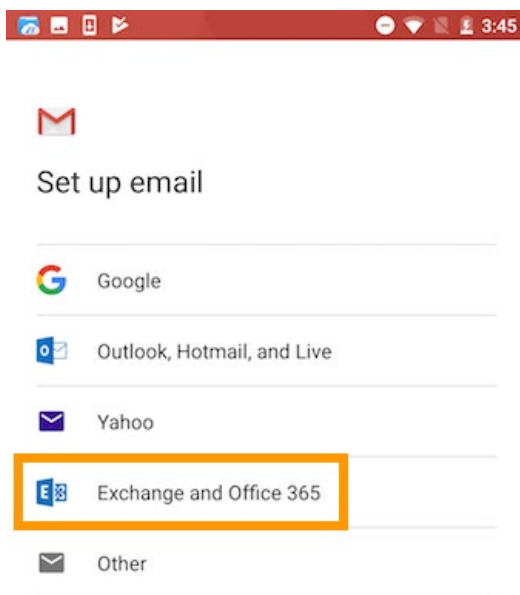 3:45
Set up email
Google
Outlook, Hotmail, and Live
Yahoo
Exchange and Office 365
Other